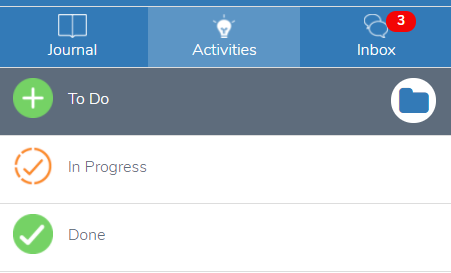 3
Journal Activities Inbox
To Do
In Progress
Done